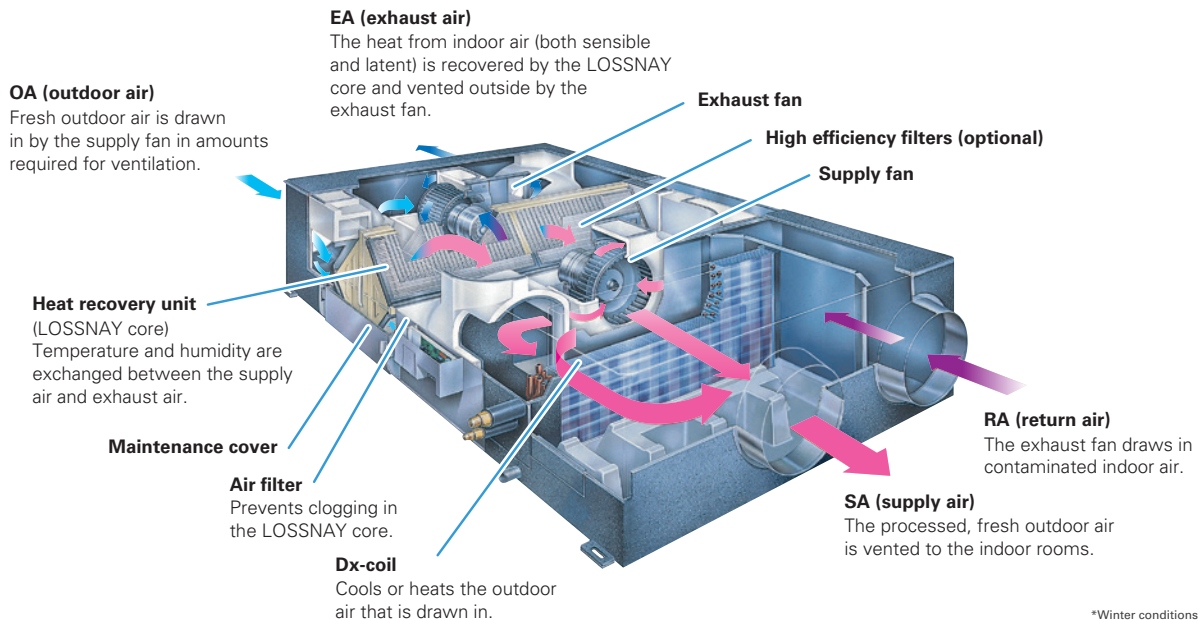 EA (exhaust air)
The heat from indoor air (both sensible
and latent) is recovered by the LOSSNAY
core and vented outside by the
exhaust fan.
OA (outdoor air)
Fresh outdoor air is drawn
in by the supply fan in amounts
required for ventilation.
Exhaust fan
High efficiency filters (optional)
Supply fan
Heat recovery unit
(LOSSNAY core)
Temperature and humidity are
exchanged between the supply
air and exhaust air.
Maintenance cover
Air filter
Prevents clogging in
the LOSSNAY core.
Dx-coil
Cools or heats the outdoor
air that is drawn in.
RA (return air)
The exhaust fan draws in
contaminated indoor air.
SA (supply air)
The processed, fresh outdoor air
is vented to the indoor rooms.
*Winter conditions